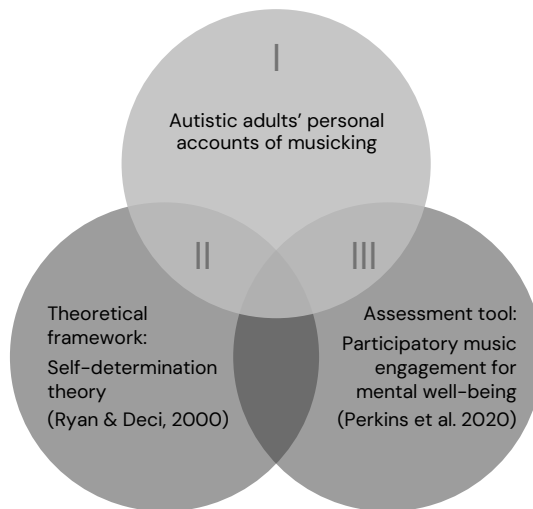 I
Autistic adults’ personal
accounts of musicking
II
III
Theoretical
framework:
Self-determination
theory
(Ryan & Deci, 2000)
Assessment tool:
Participatory music
engagement for
mental well-being
(Perkins et al. 2020)